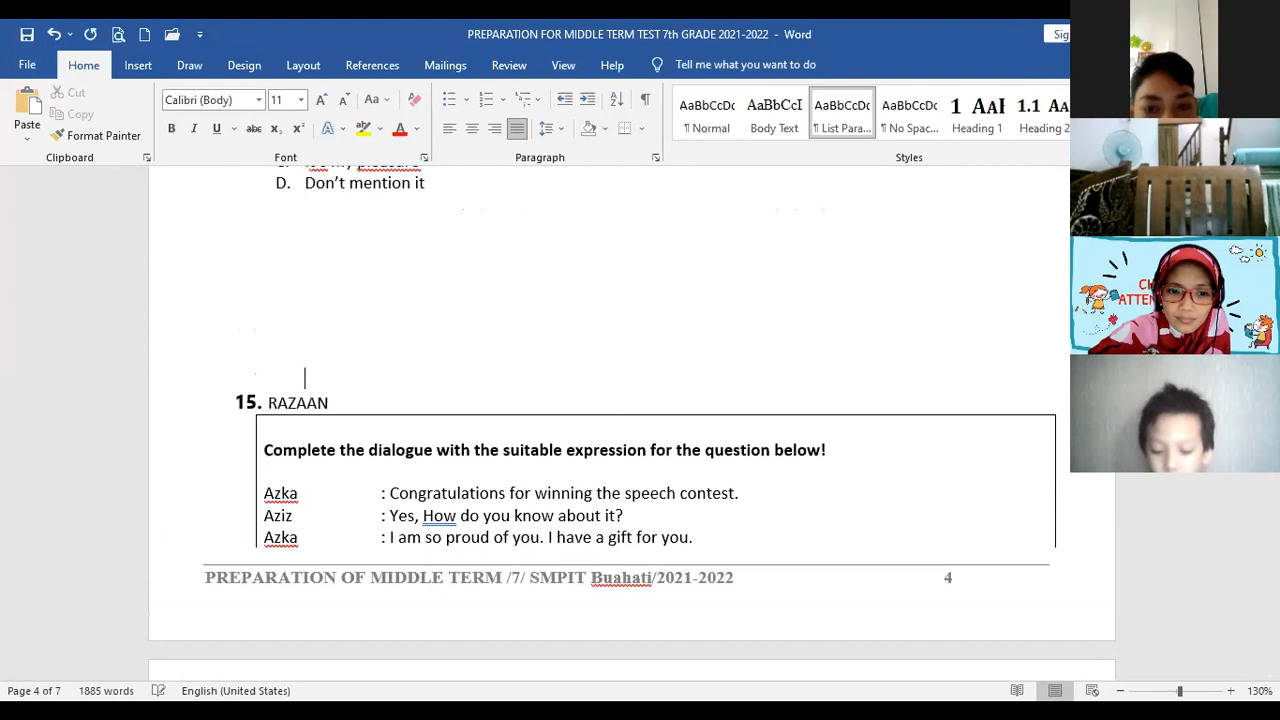 PREPARATION FOR MIDDLE TERM TEST 7th GRADE 2021-2022 - Word
File Home Insert Draw Design Layout References Mailings Review View Help Tell me what you want to do
Paste
Cut
Copy
Format Painter
Calibri (Body) 11
AaBbCcDc AaBbCcI AaBbCcDc AaBbCcDc 1 AaB 1.1 AaB
¶ Normal Body Text ¶ List Para... ¶ No Spac... Heading 1 Heading 2
Clipboard Font Paragraph Styles
D. Don't mention it
15. RAZAAN
Complete the dialogue with the suitable expression for the question below!
Azka : Congratulations for winning the speech contest.
Aziz : Yes, How do you know about it?
Azka : I am so proud of you. I have a gift for you.
PREPARATION OF MIDDLE TERM /7/ SMPIT Buahati/2021-2022 4
Page 4 of 7 1885 words English (United States) 130%